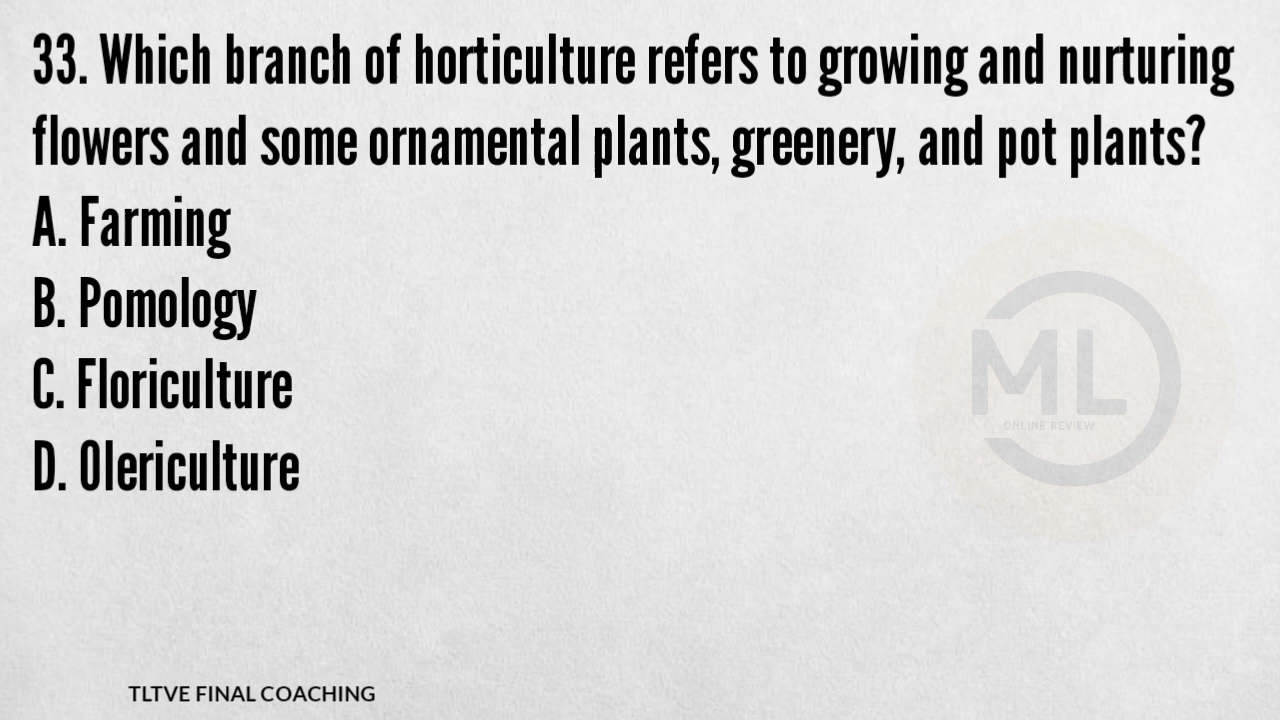 33. Which branch of horticulture refers to growing and nurturing
flowers and some ornamental plants, greenery, and pot plants?
A. Farming
B. Pomology
C. Floriculture
D. Olericulture
ML
ONLINE REVIEW
TLTVE FINAL COACHING